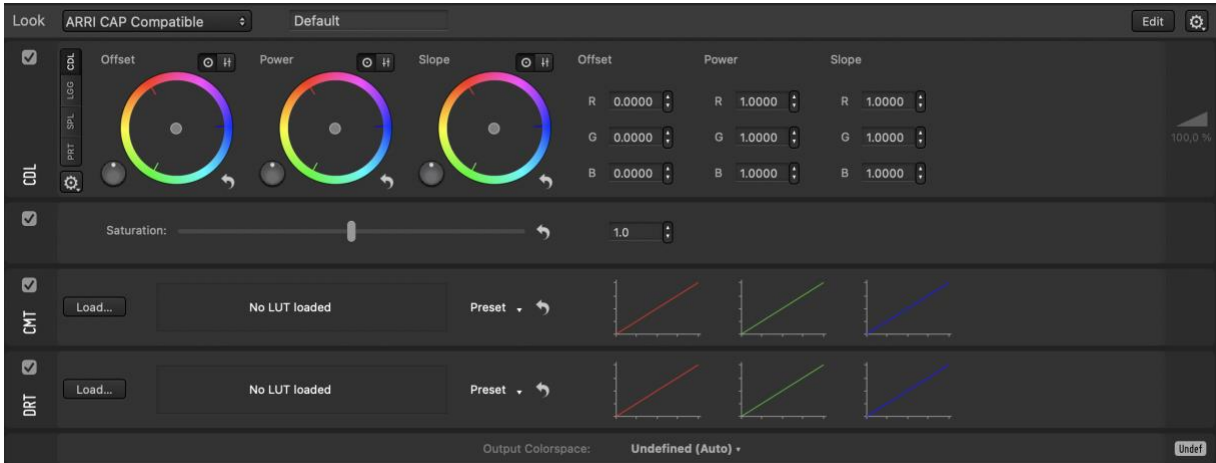 Look ARRI CAP Compatible Default Edit
CDL LGG SPL PRT
Offset Power Slope Offset Power Slope
R 0.0000 R 1.0000 R 1.0000
G 0.0000 G 1.0000 G 1.0000
100,0 %
B 0.0000 B 1.0000 B 1.0000
CDL
Saturation: 1.0
CMT
Load... No LUT loaded Preset
DRT
Load... No LUT loaded Preset
Output Colorspace: Undefined (Auto) Undef